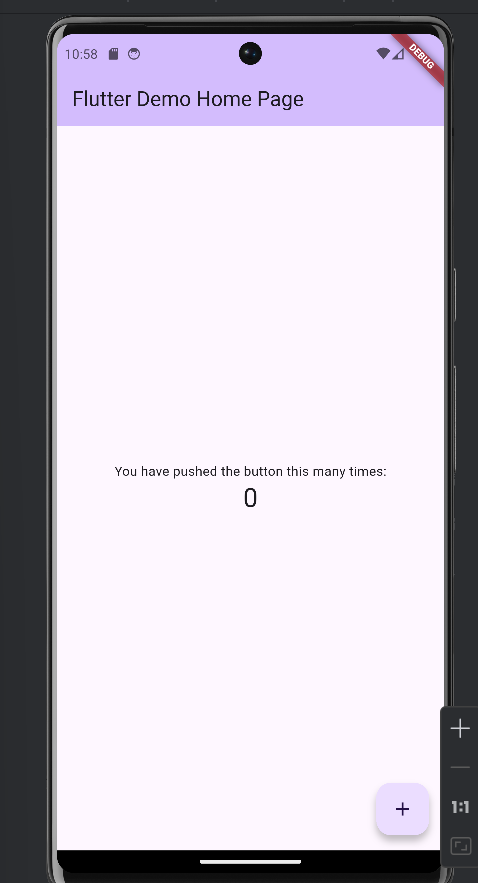 10:58
DEBUG
Flutter Demo Home Page
You have pushed the button this many times:
0
+
1:1